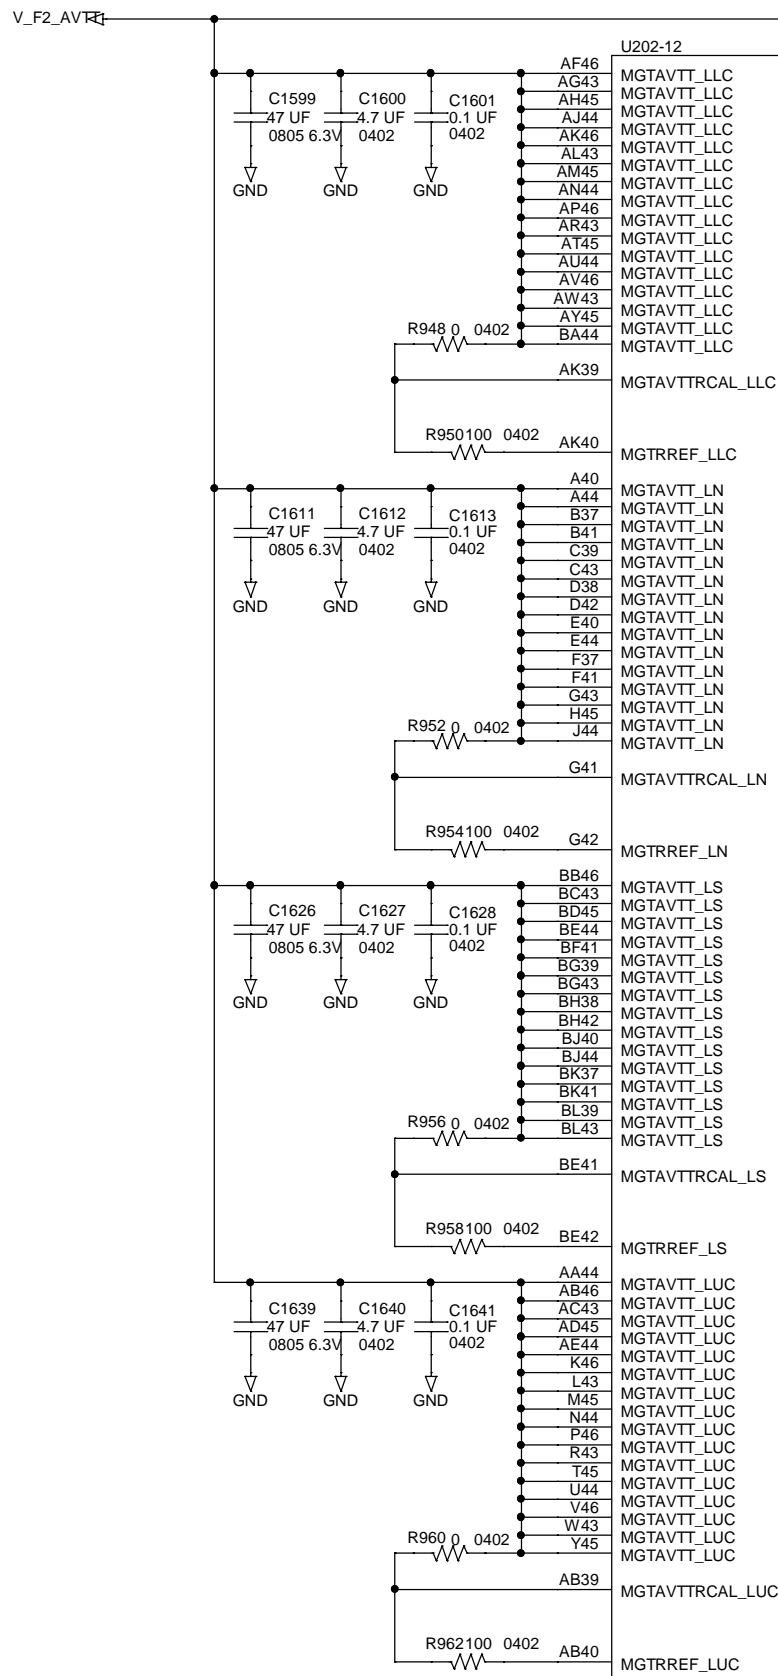 V_F2_AVTT
U202-12
AF46 MGTAVTT_LLC
AG43 MGTAVTT_LLC
C1599 C1600 C1601 AH45 MGTAVTT_LLC
47 UF 4.7 UF 0.1 UF AJ44 MGTAVTT_LLC
0805 6.3V 0402 0402 AK46 MGTAVTT_LLC
AL43 MGTAVTT_LLC
AM45 MGTAVTT_LLC
GND GND GND AN44 MGTAVTT_LLC
AP46 MGTAVTT_LLC
AR43 MGTAVTT_LLC
AT45 MGTAVTT_LLC
AU44 MGTAVTT_LLC
AV46 MGTAVTT_LLC
AW43 MGTAVTT_LLC
AY45 MGTAVTT_LLC
R948 0 0402 BA44 MGTAVTT_LLC
AK39 MGTAVTTRCAL_LLC
R950 100 0402 AK40 MGTRREF_LLC
A40 MGTAVTT_LN
A44 MGTAVTT_LN
C1611 C1612 C1613 B37 MGTAVTT_LN
47 UF 4.7 UF 0.1 UF B41 MGTAVTT_LN
0805 6.3V 0402 0402 C39 MGTAVTT_LN
C43 MGTAVTT_LN
D38 MGTAVTT_LN
GND GND GND D42 MGTAVTT_LN
E40 MGTAVTT_LN
E44 MGTAVTT_LN
F37 MGTAVTT_LN
F41 MGTAVTT_LN
G43 MGTAVTT_LN
H45 MGTAVTT_LN
R952 0 0402 J44 MGTAVTT_LN
G41 MGTAVTTRCAL_LN
R954 100 0402 G42 MGTRREF_LN
BB46 MGTAVTT_LS
BC43 MGTAVTT_LS
C1626 C1627 C1628 BD45 MGTAVTT_LS
47 UF 4.7 UF 0.1 UF BE44 MGTAVTT_LS
0805 6.3V 0402 0402 BF41 MGTAVTT_LS
BG39 MGTAVTT_LS
BG43 MGTAVTT_LS
GND GND GND BH38 MGTAVTT_LS
BH42 MGTAVTT_LS
BJ40 MGTAVTT_LS
BJ44 MGTAVTT_LS
BK37 MGTAVTT_LS
BK41 MGTAVTT_LS
BL39 MGTAVTT_LS
R956 0 0402 BL43 MGTAVTT_LS
BE41 MGTAVTTRCAL_LS
R958 100 0402 BE42 MGTRREF_LS
AA44 MGTAVTT_LUC
AB46 MGTAVTT_LUC
C1639 C1640 C1641 AC43 MGTAVTT_LUC
47 UF 4.7 UF 0.1 UF AD45 MGTAVTT_LUC
0805 6.3V 0402 0402 AE44 MGTAVTT_LUC
K46 MGTAVTT_LUC
L43 MGTAVTT_LUC
GND GND GND M45 MGTAVTT_LUC
N44 MGTAVTT_LUC
P46 MGTAVTT_LUC
R43 MGTAVTT_LUC
T45 MGTAVTT_LUC
U44 MGTAVTT_LUC
V46 MGTAVTT_LUC
W43 MGTAVTT_LUC
R960 0 0402 Y45 MGTAVTT_LUC
AB39 MGTAVTTRCAL_LUC
R962 100 0402 AB40 MGTRREF_LUC